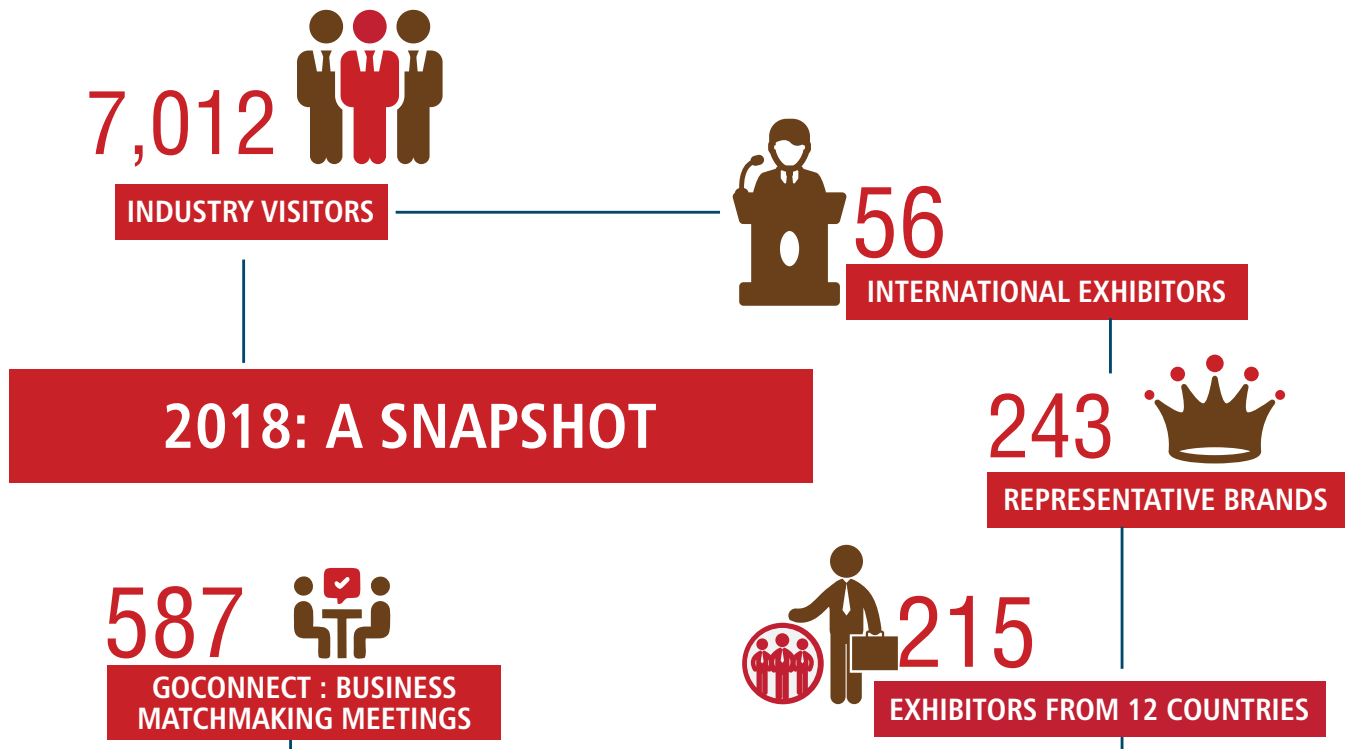 7,012
INDUSTRY VISITORS
56
INTERNATIONAL EXHIBITORS
2018: A SNAPSHOT
243
REPRESENTATIVE BRANDS
587
GOCONNECT : BUSINESS
MATCHMAKING MEETINGS
215
EXHIBITORS FROM 12 COUNTRIES